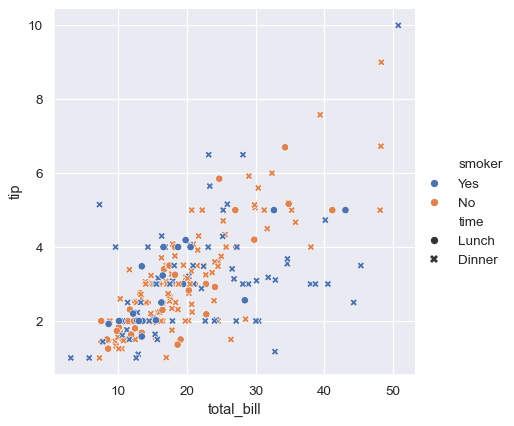 10
8
6
4
2
tip
10
20
30
40
50
total_bill
smoker
Yes
No
time
Lunch
Dinner